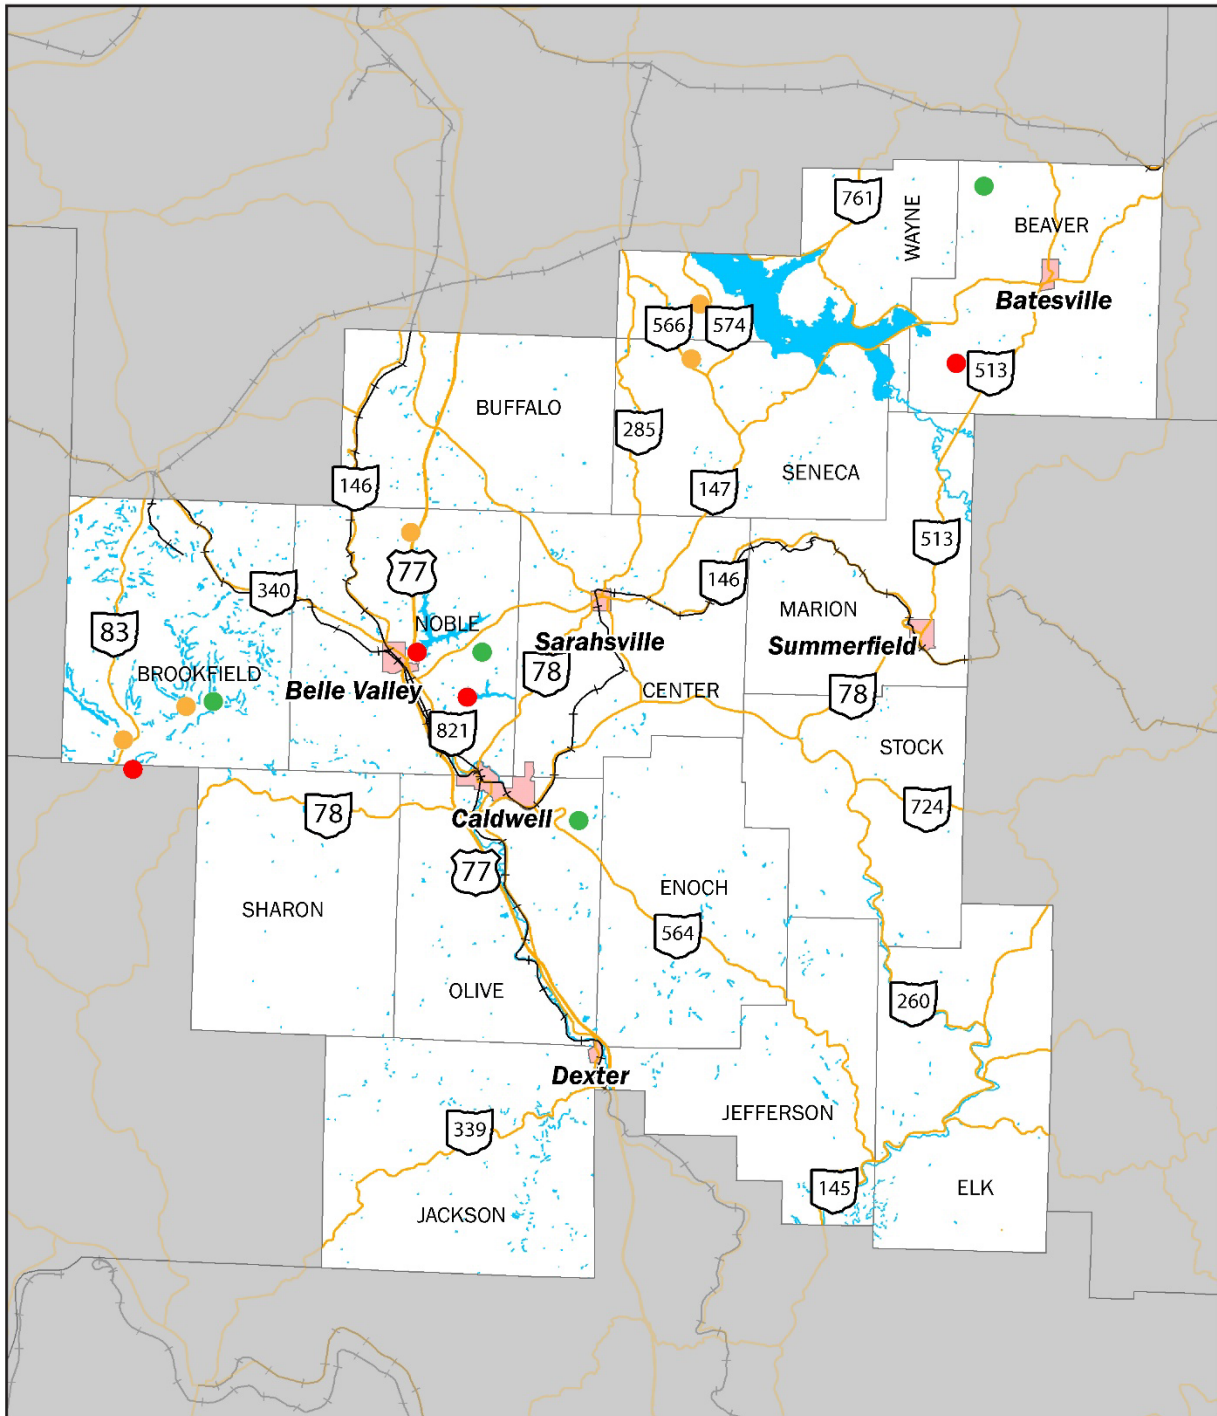 761
WAYNE
BEAVER
Batesville
566
574
513
BUFFALO
285
SENECA
146
147
513
77
340
146
83
NOBLE
MARION
Sarahsville
Summerfield
BROOKFIELD
78
Belle Valley
CENTER
78
821
STOCK
78
Caldwell
724
77
ENOCH
SHARON
564
OLIVE
260
Dexter
JEFFERSON
339
145
ELK
JACKSON